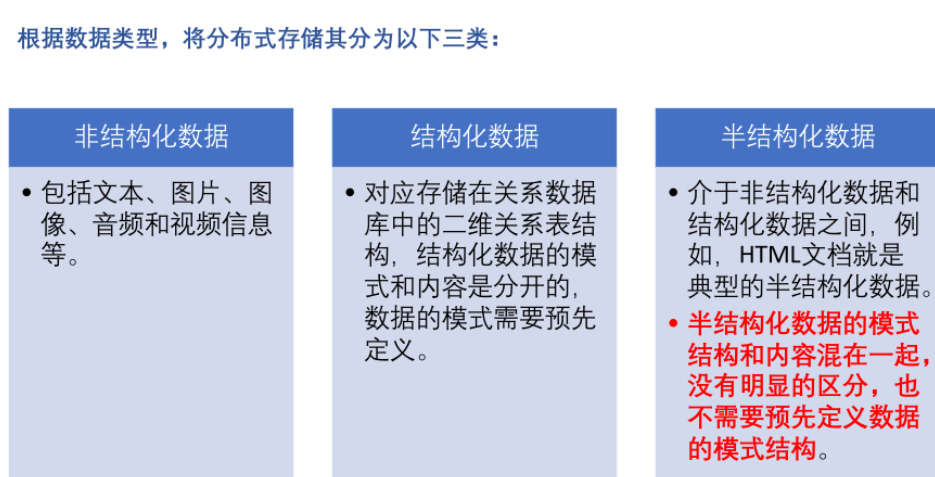 根据数据类型，将分布式存储其分为以下三类：
非结构化数据
• 包括文本、图片、图
像、音频和视频信息
等。
结构化数据
• 对应存储在关系数据
库中的二维关系表结
构，结构化数据的模
式和内容是分开的，
数据的模式需要预先
定义。
半结构化数据
• 介于非结构化数据和
结构化数据之间，例
如，HTML文档就是
典型的半结构化数据。
• 半结构化数据的模式
结构和内容混在一起，
没有明显的区分，也
不需要预先定义数据
的模式结构。